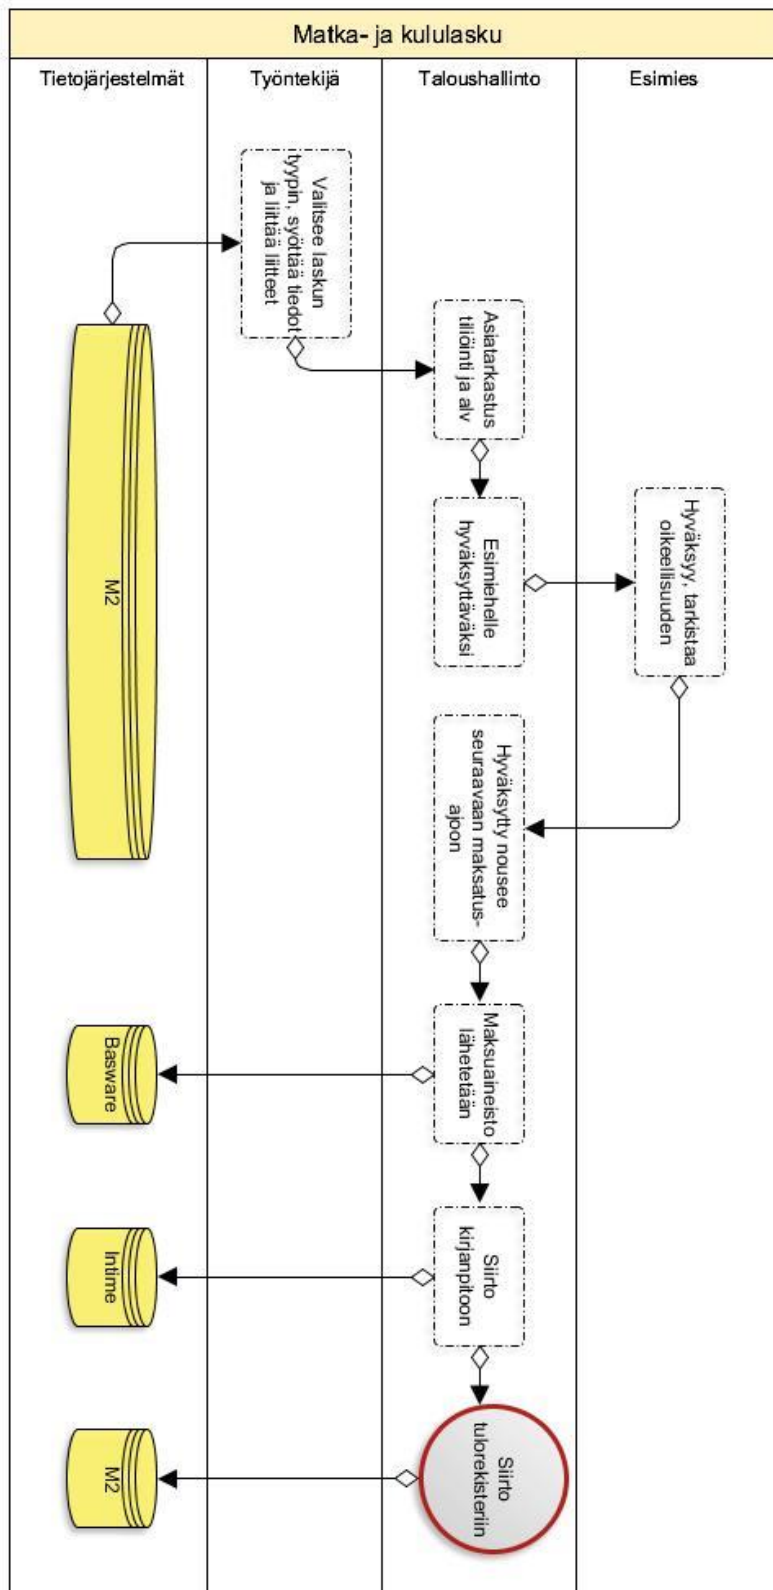 Matka- ja kululasku
Tietojärjestelmät
Työntekijä
Taloushallinto
Esimies
Valitsee laskun
tyypin, syöttää tiedot
ja liittää liitteet
Asiatarkastus
tiliöinti ja alv
Esimiehelle
hyväksyttäväksi
Hyväksyy, tarkistaa
oikeellisuuden
M2
Hyväksytty nousee
seuraavaan maksatus-
ajoon
Maksuaineisto
lähetetään
Basware
Siirto
kirjanpitoon
Intime
Siirto
tulorekisteriin
M2